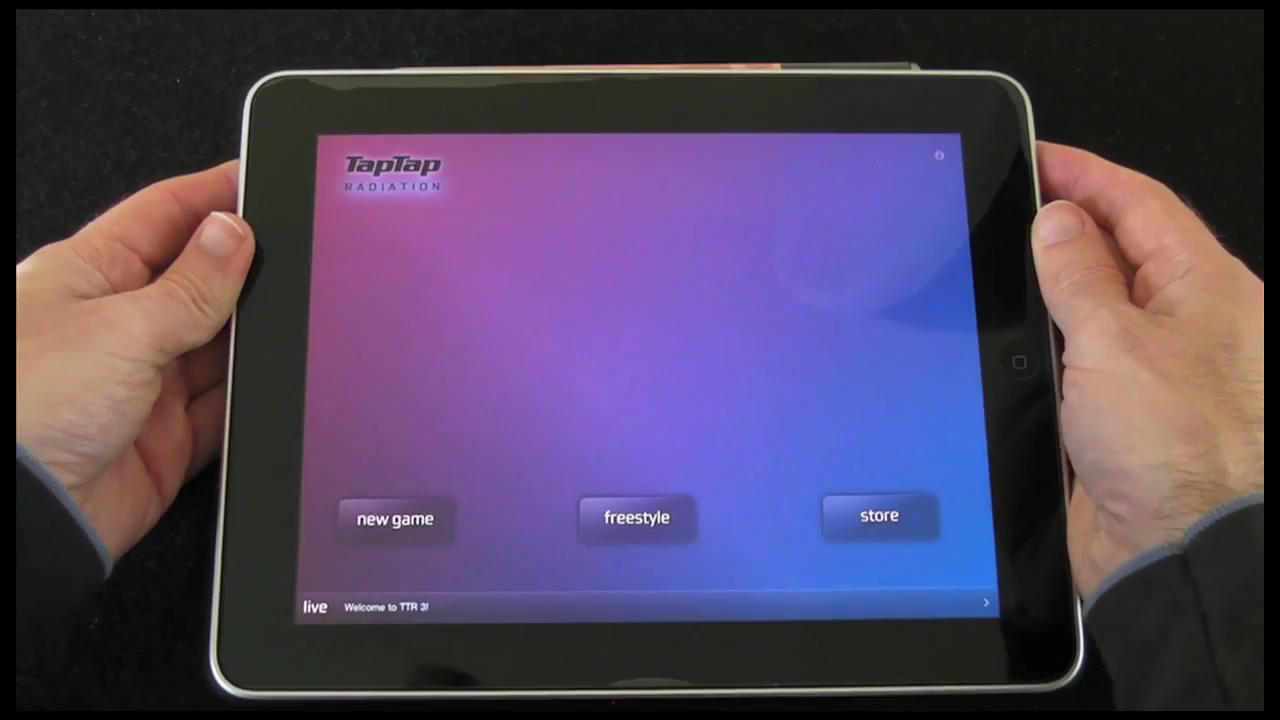 TapTap
RADIATION
new game
freestyle
store
live
Welcome to TTR 3!